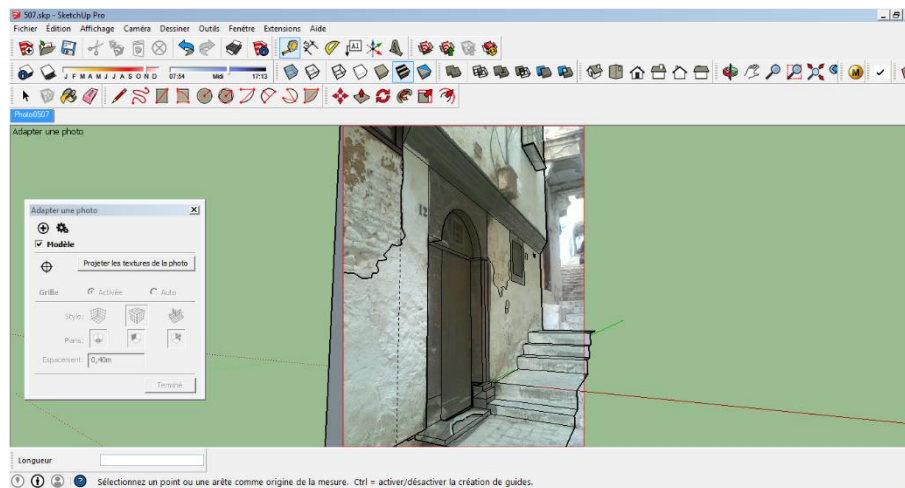 507.skp - SketchUp Pro
Fichier Édition Affichage Caméra Dessiner Outils Fenêtre Extensions Aide
A1
J F M A M J J A S O N D 07:54 Midi 17:13
M
Photo0507
Adapter une photo
Adapter une photo
Modèle
Projeter les textures de la photo
Grille Activée Auto
Style:
Plans:
Espacement: 0,40m
Terminé
12
Longueur
Sélectionnez un point ou une arête comme origine de la mesure. Ctrl = activer/désactiver la création de guides.